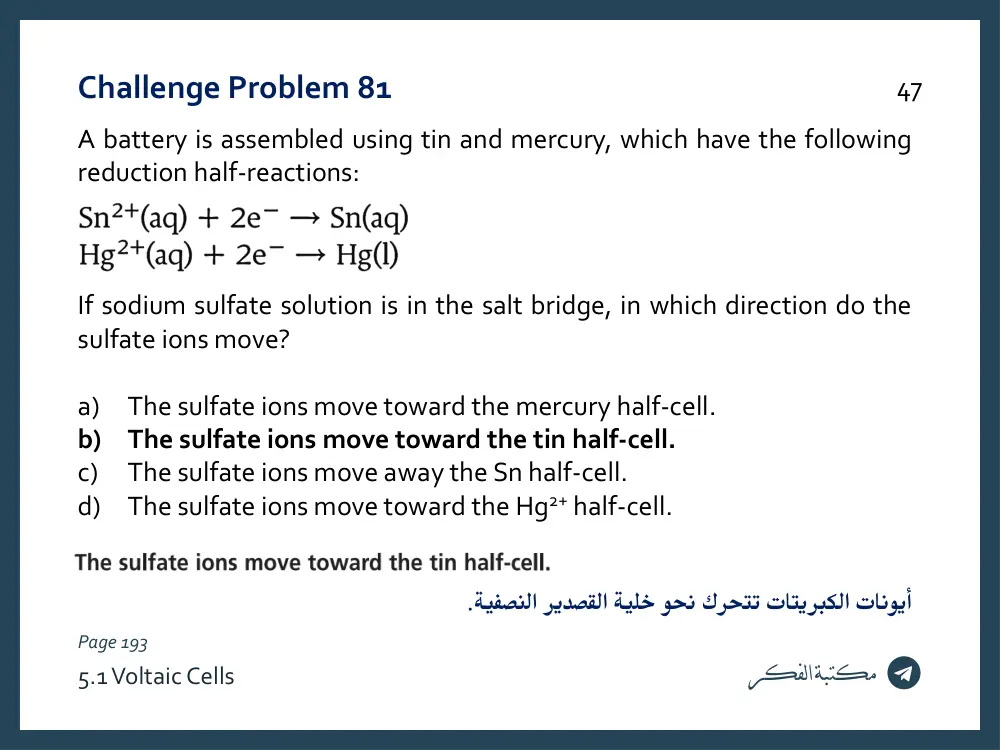 Challenge Problem 81
47
A battery is assembled using tin and mercury, which have the following
reduction half-reactions:
Sn²⁺(aq) + 2e⁻ → Sn(aq)
Hg²⁺(aq) + 2e⁻ → Hg(l)
If sodium sulfate solution is in the salt bridge, in which direction do the
sulfate ions move?
a) The sulfate ions move toward the mercury half-cell.
b) The sulfate ions move toward the tin half-cell.
c) The sulfate ions move away the Sn half-cell.
d) The sulfate ions move toward the Hg²⁺ half-cell.
The sulfate ions move toward the tin half-cell.
أيونات الكبريتات تتحرك نحو خلية القصدير النصفية.
Page 193
5.1 Voltaic Cells
مكتبة الفكر